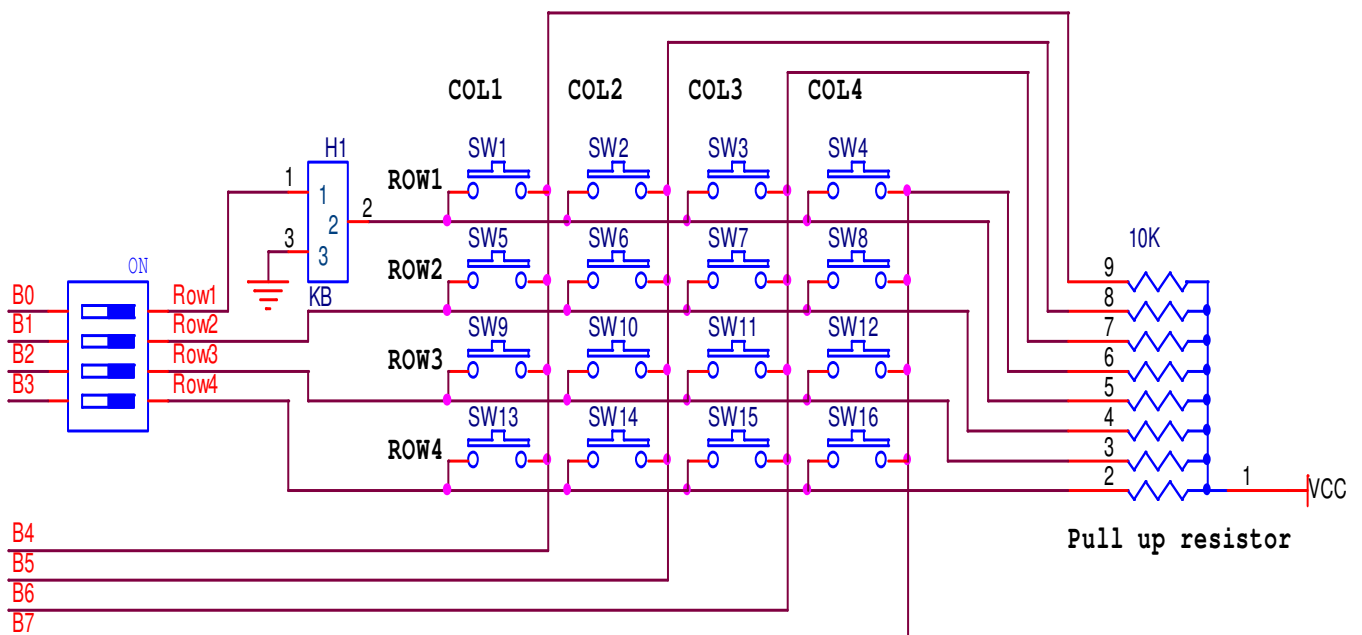 COL1 COL2 COL3 COL4
H1 SW1 SW2 SW3 SW4
1 1 ROW1
2 2
3 3 SW5 SW6 SW7 SW8 10K
ON ROW2 9
B0 Row1 KB 8
B1 Row2 SW9 SW10 SW11 SW12 7
B2 Row3 ROW3 6
B3 Row4 5
SW13 SW14 SW15 SW16 4
ROW4 3
2 1 VCC
B4 Pull up resistor
B5
B6
B7